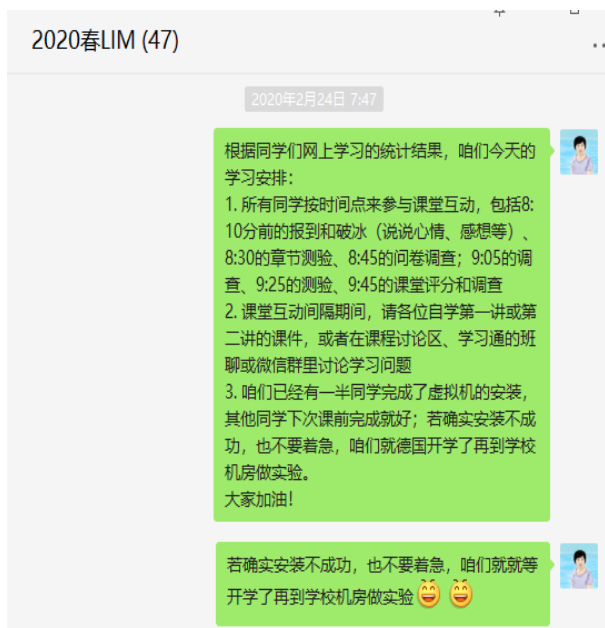 2020春LIM (47)
2020年2月24日 7:47
根据同学们网上学习的统计结果，咱们今天的
学习安排：
1. 所有同学按时间点来参与课堂互动，包括8:
10分前的报到和破冰（说说心情、感想等）、
8:30的章节测验、8:45的问卷调查；9:05的调
查、9:25的测验、9:45的课堂评分和调查
2. 课堂互动间隔期间，请各位自学第一讲或第
二讲的课件，或者在课程讨论区、学习通的班
聊或微信群里讨论学习问题
3. 咱们已经有一半同学完成了虚拟机的安装，
其他同学下次课前完成就好；若确实安装不成
功，也不要着急，咱们就德国开学了再到学校
机房做实验。
大家加油！
若确实安装不成功，也不要着急，咱们就就等
开学了再到学校机房做实验